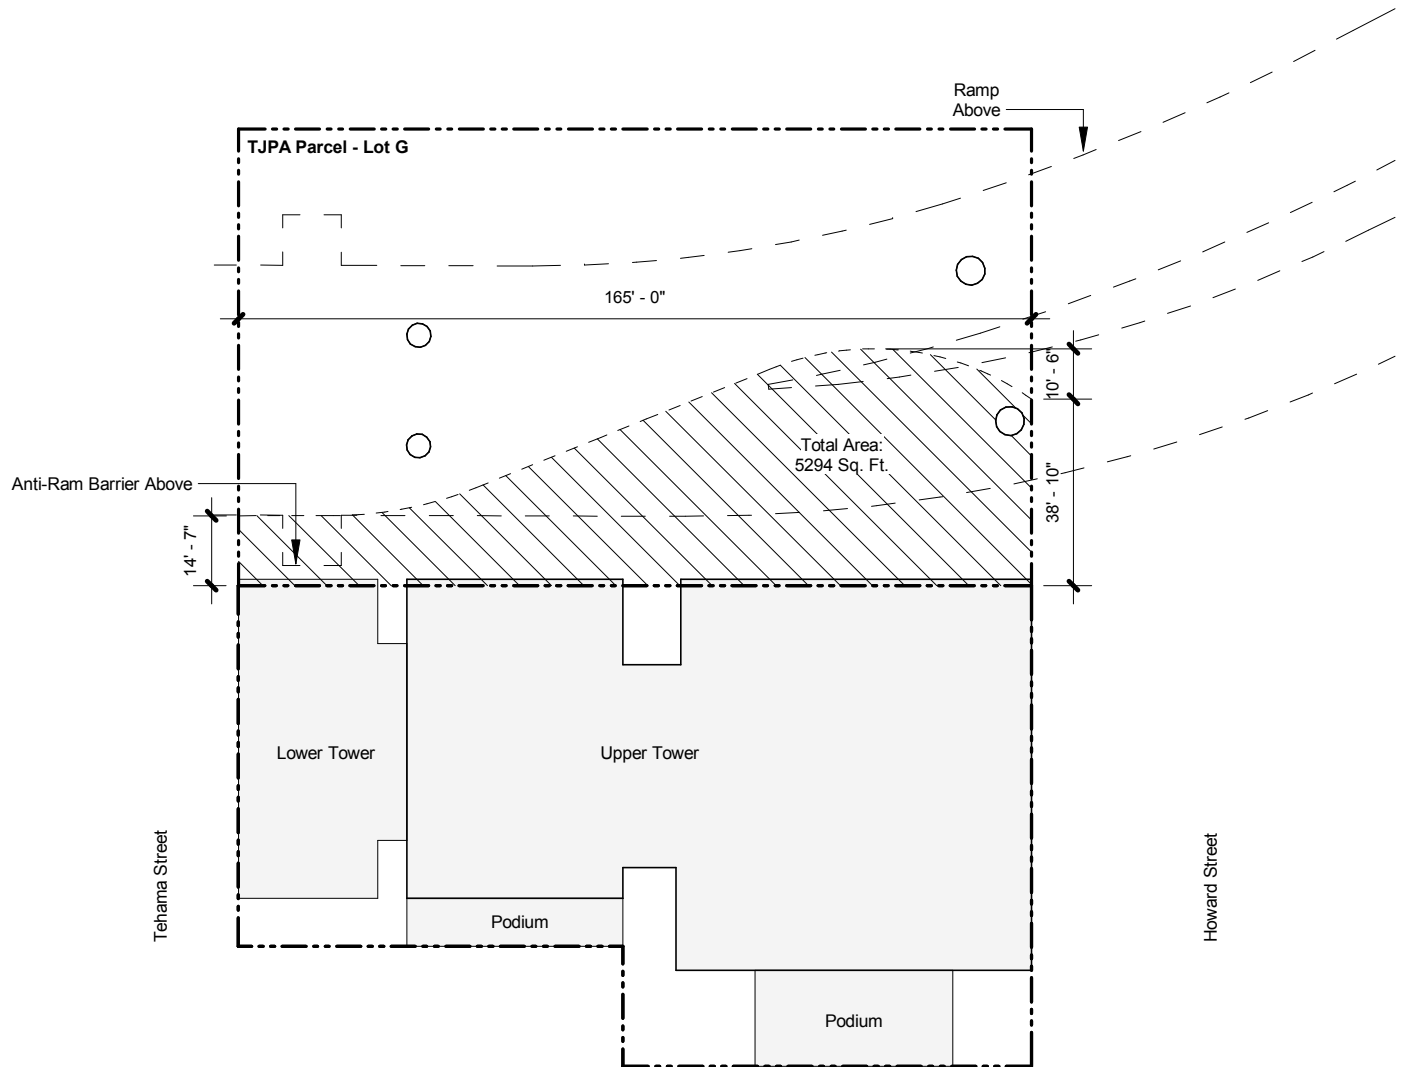 Ramp
Above
TJPA Parcel - Lot G
165' - 0"
10' - 6"
Total Area:
5294 Sq. Ft.
Anti-Ram Barrier Above
38' - 10"
14' - 7"
Lower Tower
Upper Tower
Tehama Street
Howard Street
Podium
Podium